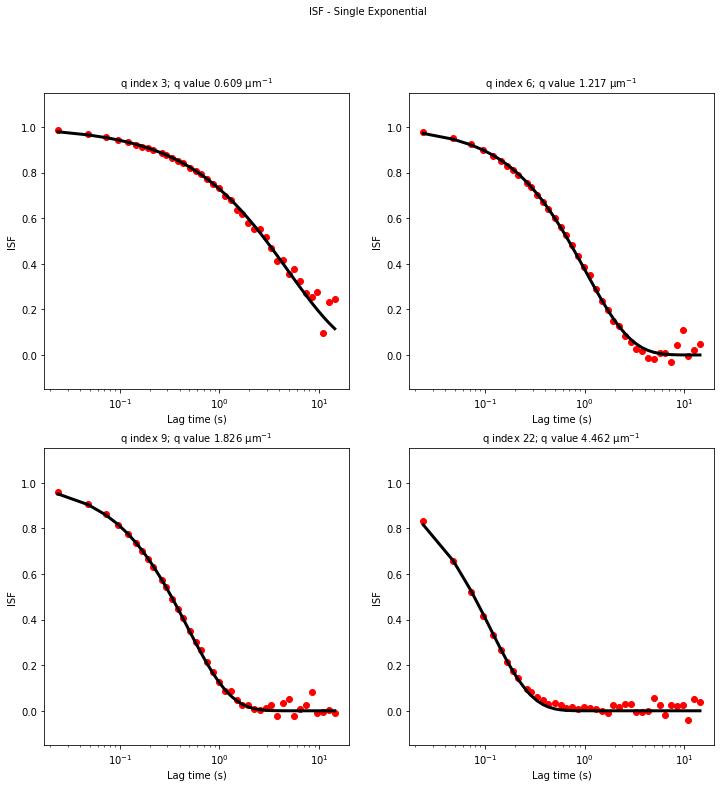 ISF - Single Exponential
q index 3; q value 0.609 μm⁻¹
q index 6; q value 1.217 μm⁻¹
1.0
0.8
0.6
0.4
0.2
0.0
ISF
10⁻¹
10⁰
10¹
Lag time (s)
1.0
0.8
0.6
0.4
0.2
0.0
ISF
10⁻¹
10⁰
10¹
Lag time (s)
q index 9; q value 1.826 μm⁻¹
q index 22; q value 4.462 μm⁻¹
1.0
0.8
0.6
0.4
0.2
0.0
ISF
10⁻¹
10⁰
10¹
Lag time (s)
1.0
0.8
0.6
0.4
0.2
0.0
ISF
10⁻¹
10⁰
10¹
Lag time (s)